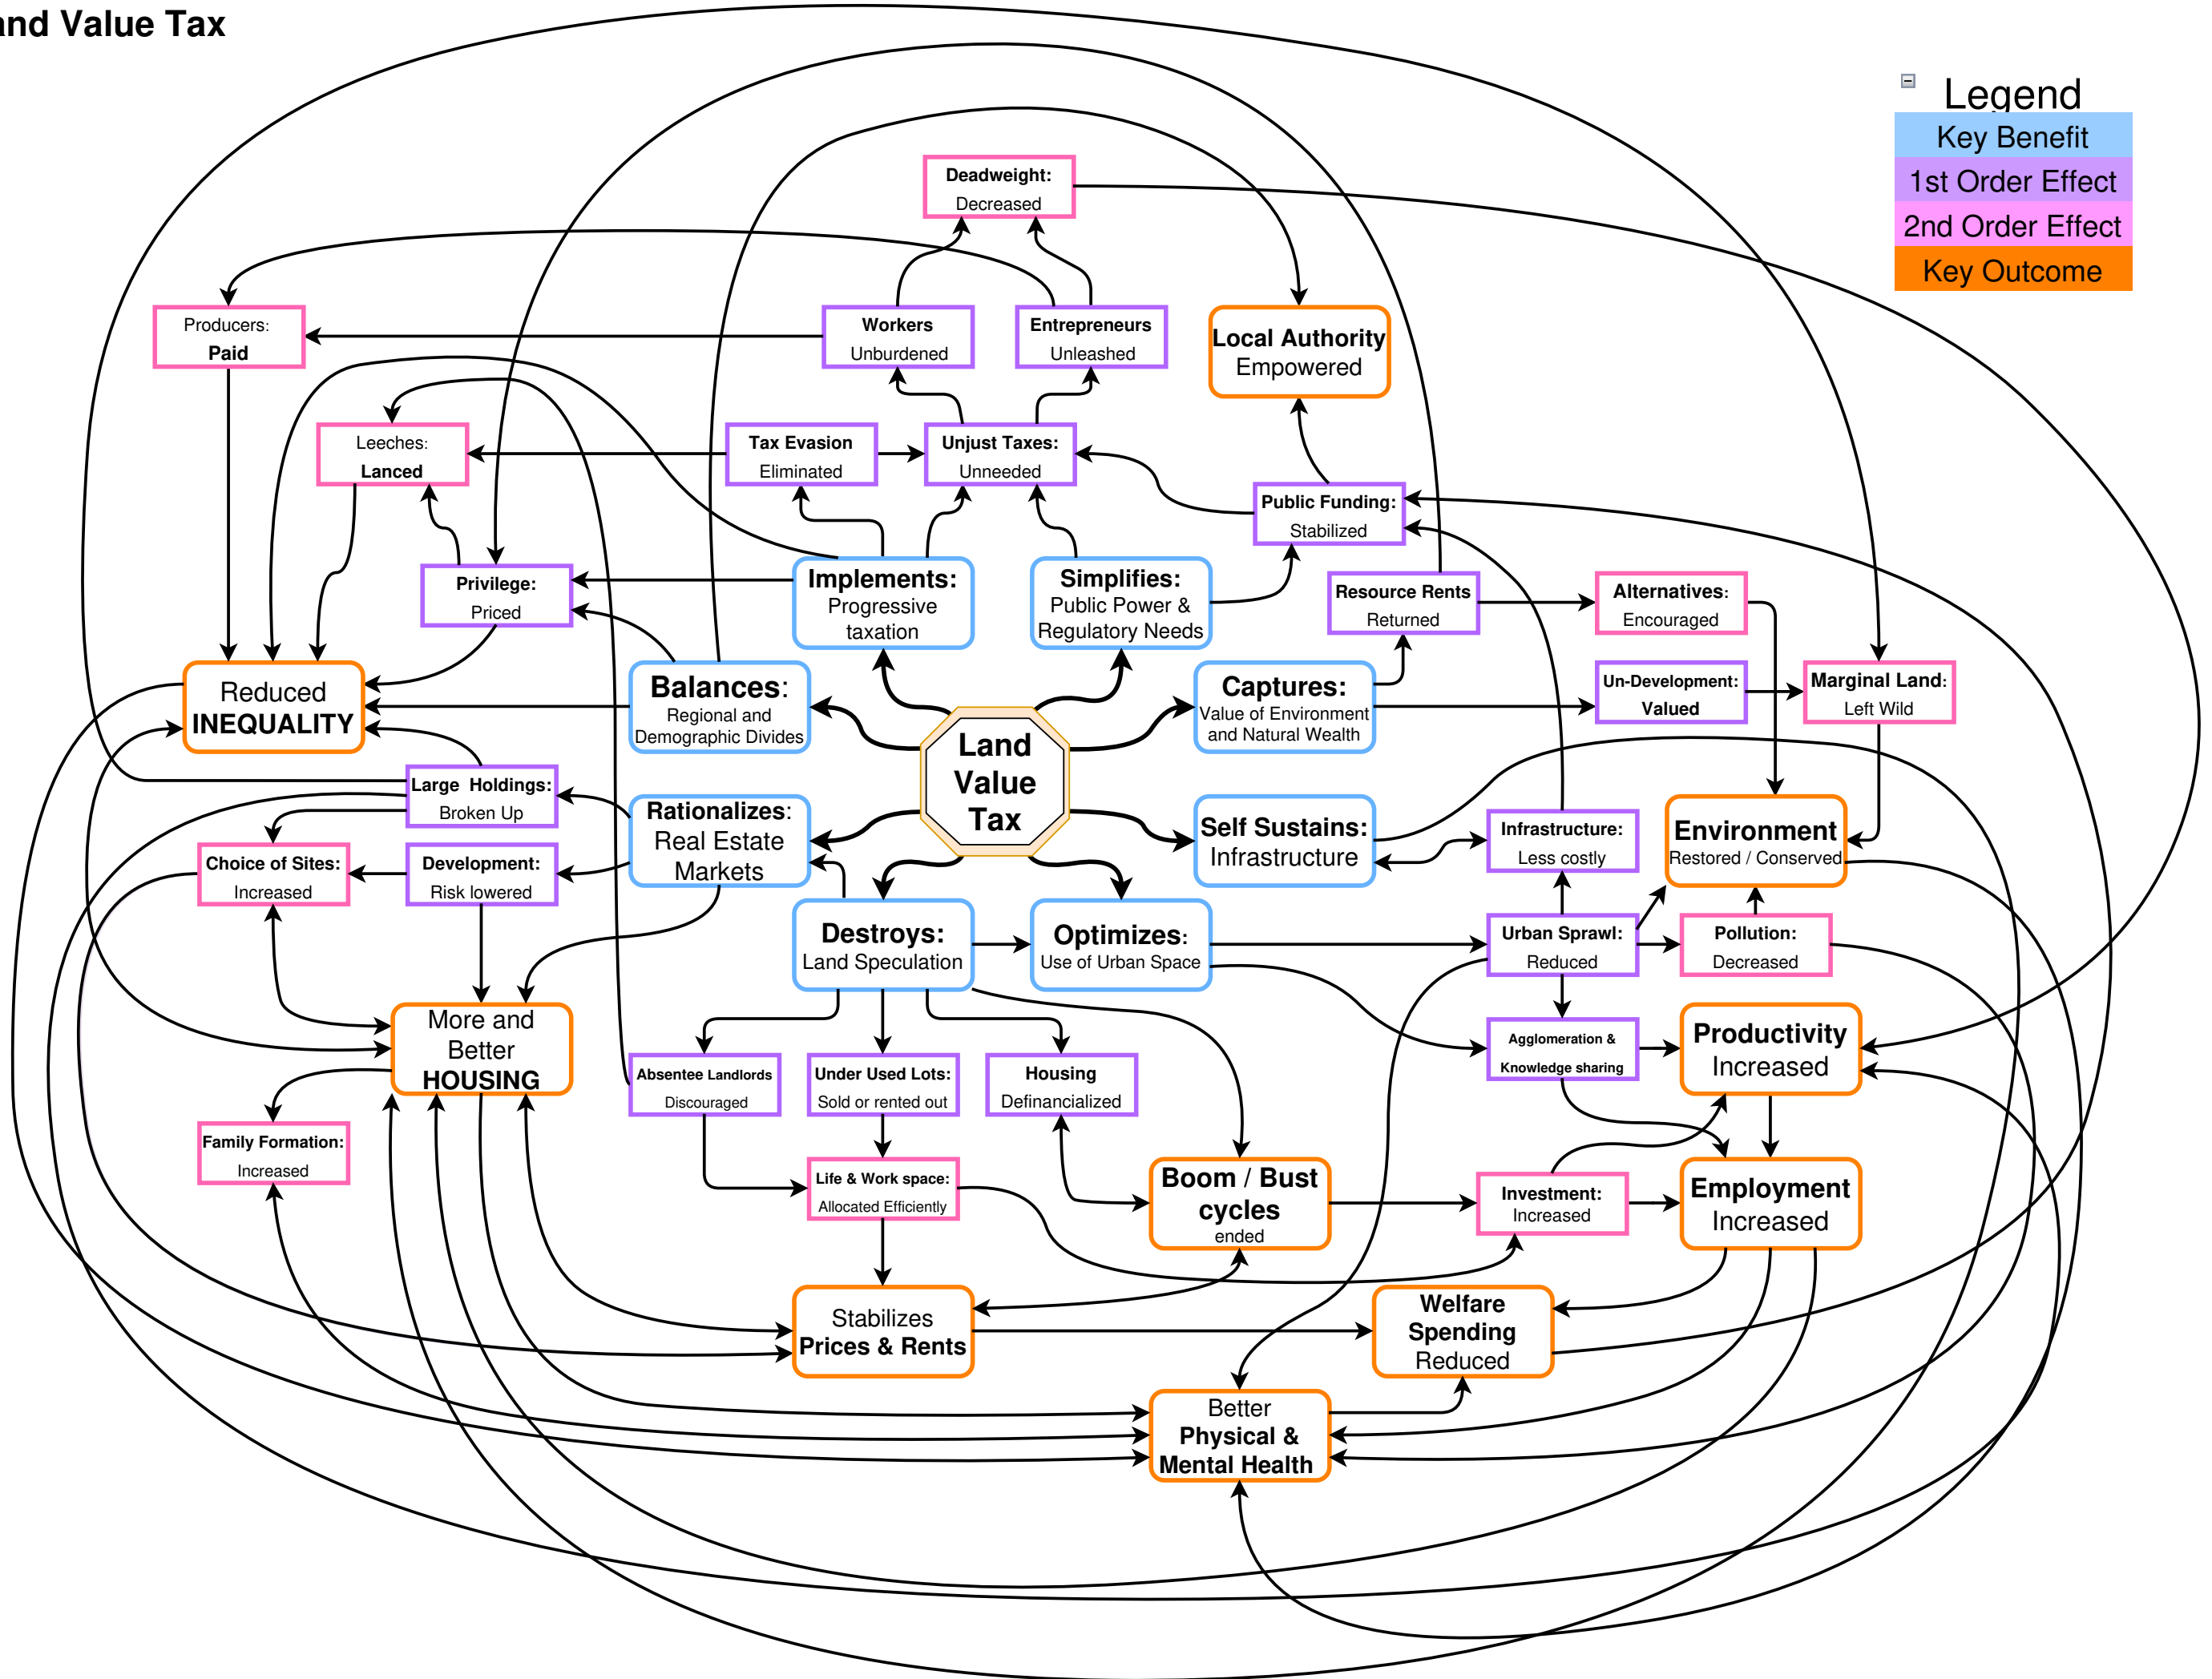 and Value Tax
Legend
Key Benefit
1st Order Effect
2nd Order Effect
Key Outcome
Deadweight:
Decreased
Producers:
Paid
Workers
Unburdened
Entrepreneurs
Unleashed
Local Authority
Empowered
Leeches:
Lanced
Tax Evasion
Eliminated
Unjust Taxes:
Unneeded
Public Funding:
Stabilized
Privilege:
Priced
Implements:
Progressive
taxation
Simplifies:
Public Power &
Regulatory Needs
Resource Rents
Returned
Alternatives:
Encouraged
Reduced
INEQUALITY
Balances:
Regional and
Demographic Divides
Captures:
Value of Environment
and Natural Wealth
Un-Development:
Valued
Marginal Land:
Left Wild
Land
Value
Tax
Large Holdings:
Broken Up
Rationalizes:
Real Estate
Markets
Self Sustains:
Infrastructure
Infrastructure:
Less costly
Environment
Restored / Conserved
Choice of Sites:
Increased
Development:
Risk lowered
Destroys:
Land Speculation
Optimizes:
Use of Urban Space
Urban Sprawl:
Reduced
Pollution:
Decreased
More and
Better
HOUSING
Absentee Landlords
Discouraged
Under Used Lots:
Sold or rented out
Housing
Definancialized
Agglomeration &
Knowledge sharing
Productivity
Increased
Family Formation:
Increased
Life & Work space:
Allocated Efficiently
Boom / Bust
cycles
ended
Investment:
Increased
Employment
Increased
Stabilizes
Prices & Rents
Welfare
Spending
Reduced
Better
Physical &
Mental Health